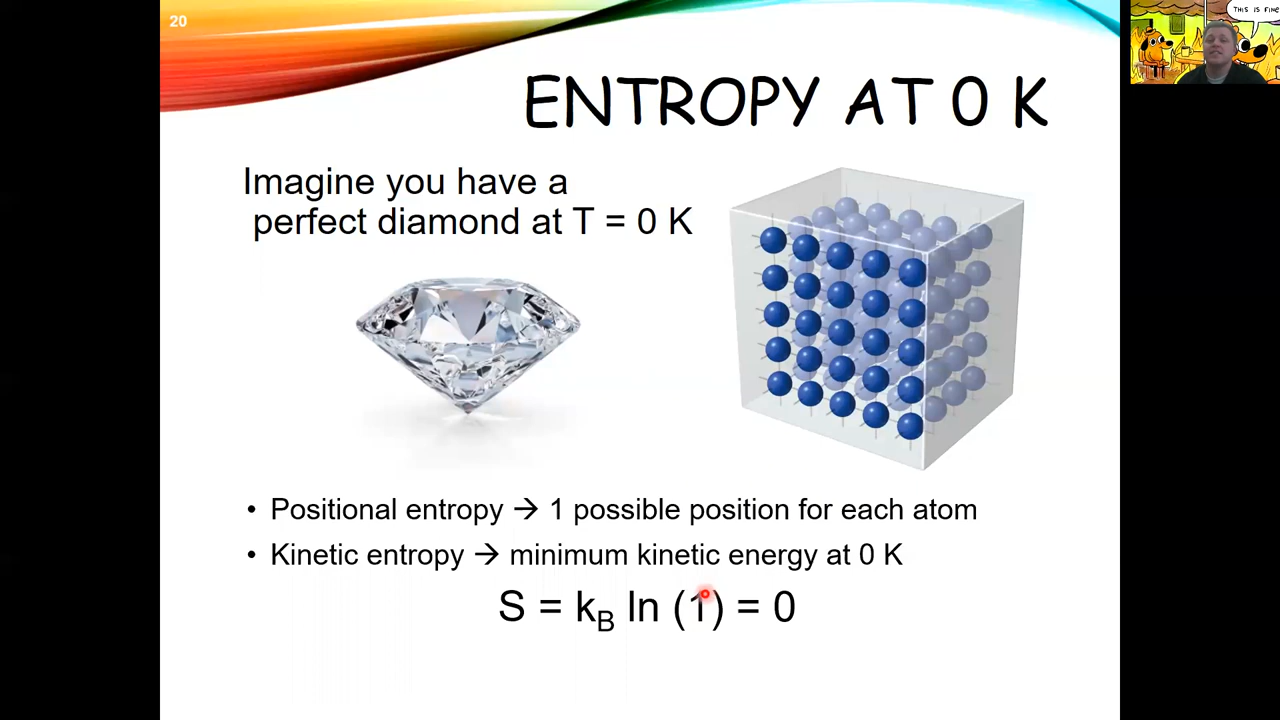 20
THIS IS FINE
ENTROPY AT 0 K
Imagine you have a
perfect diamond at T = 0 K
• Positional entropy → 1 possible position for each atom
• Kinetic entropy → minimum kinetic energy at 0 K
S = k_B ln (1) = 0